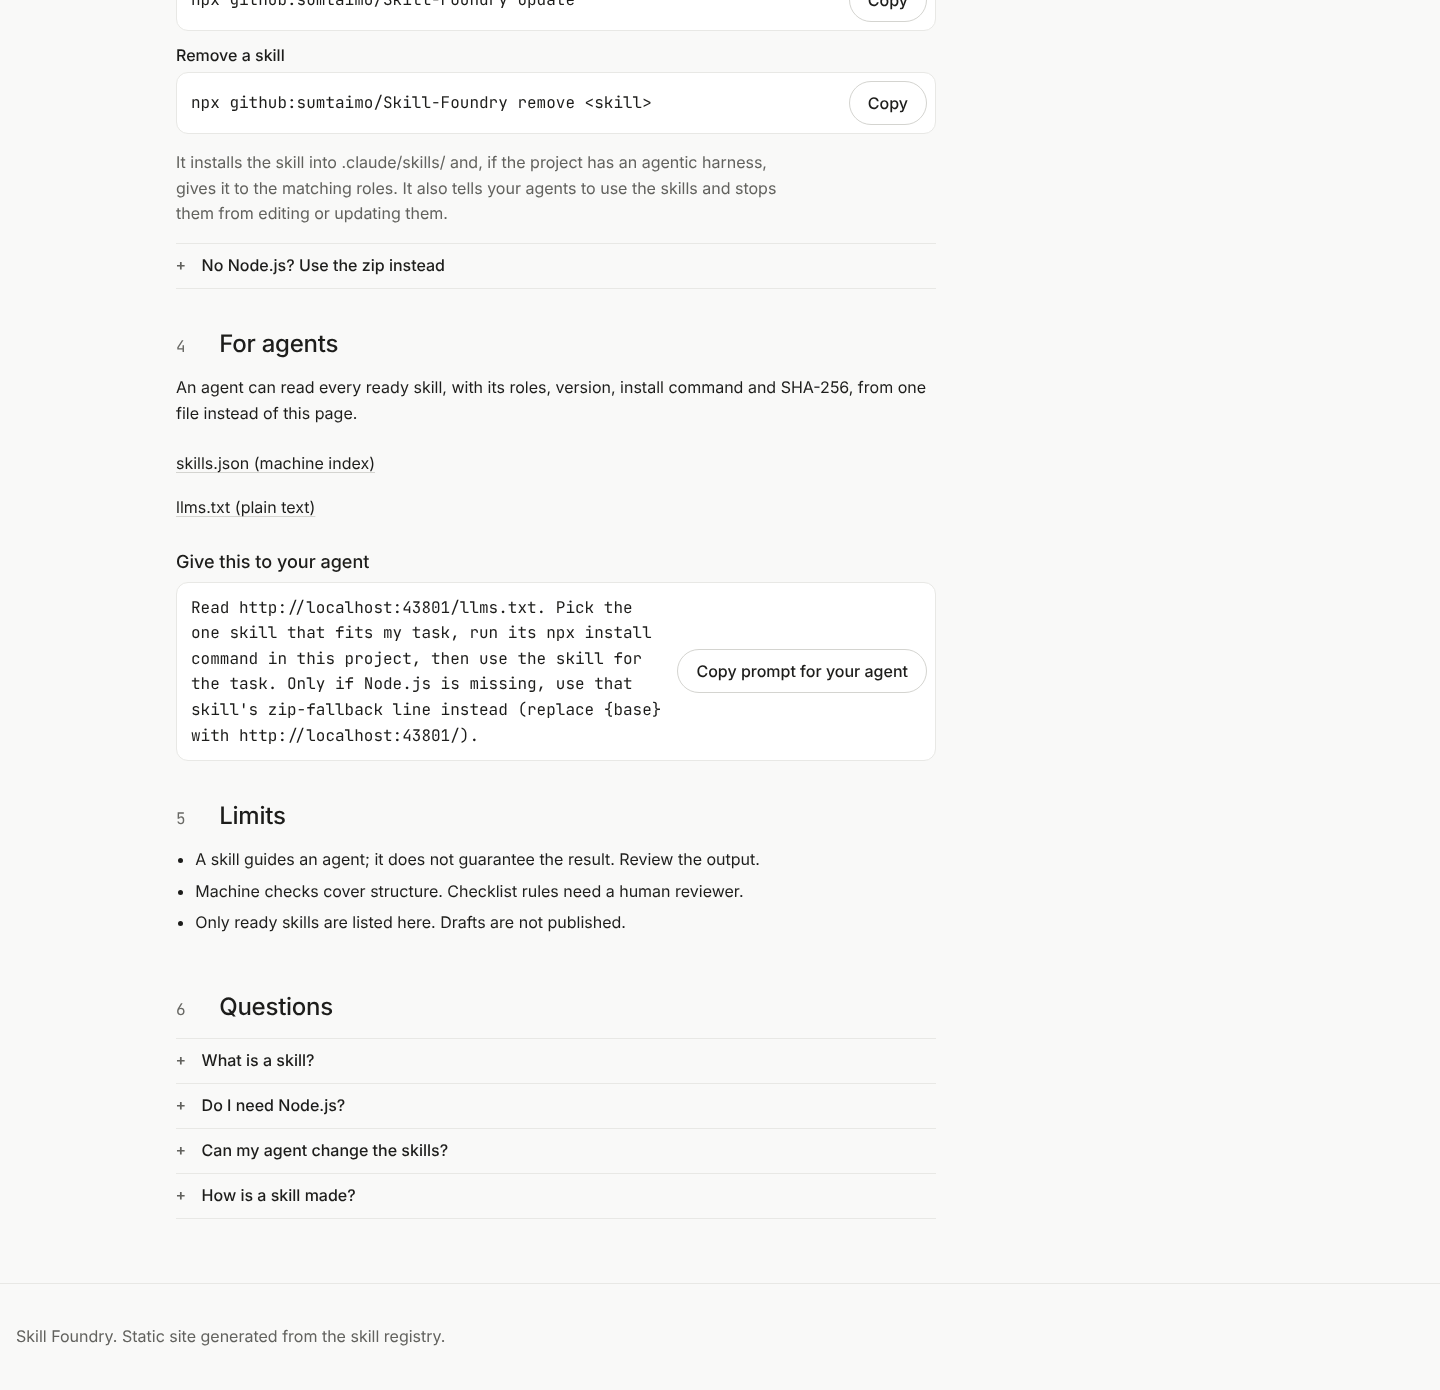 npx github:sumtaimo/Skill-Foundry update
Copy
Remove a skill
npx github:sumtaimo/Skill-Foundry remove <skill>
Copy
It installs the skill into .claude/skills/ and, if the project has an agentic harness,
gives it to the matching roles. It also tells your agents to use the skills and stops
them from editing or updating them.
+ No Node.js? Use the zip instead
4 For agents
An agent can read every ready skill, with its roles, version, install command and SHA-256, from one
file instead of this page.
skills.json (machine index)
llms.txt (plain text)
Give this to your agent
Read http://localhost:43801/llms.txt. Pick the
one skill that fits my task, run its npx install
command in this project, then use the skill for
the task. Only if Node.js is missing, use that
skill's zip-fallback line instead (replace {base}
with http://localhost:43801/).
Copy prompt for your agent
5 Limits
• A skill guides an agent; it does not guarantee the result. Review the output.
• Machine checks cover structure. Checklist rules need a human reviewer.
• Only ready skills are listed here. Drafts are not published.
6 Questions
+ What is a skill?
+ Do I need Node.js?
+ Can my agent change the skills?
+ How is a skill made?
Skill Foundry. Static site generated from the skill registry.